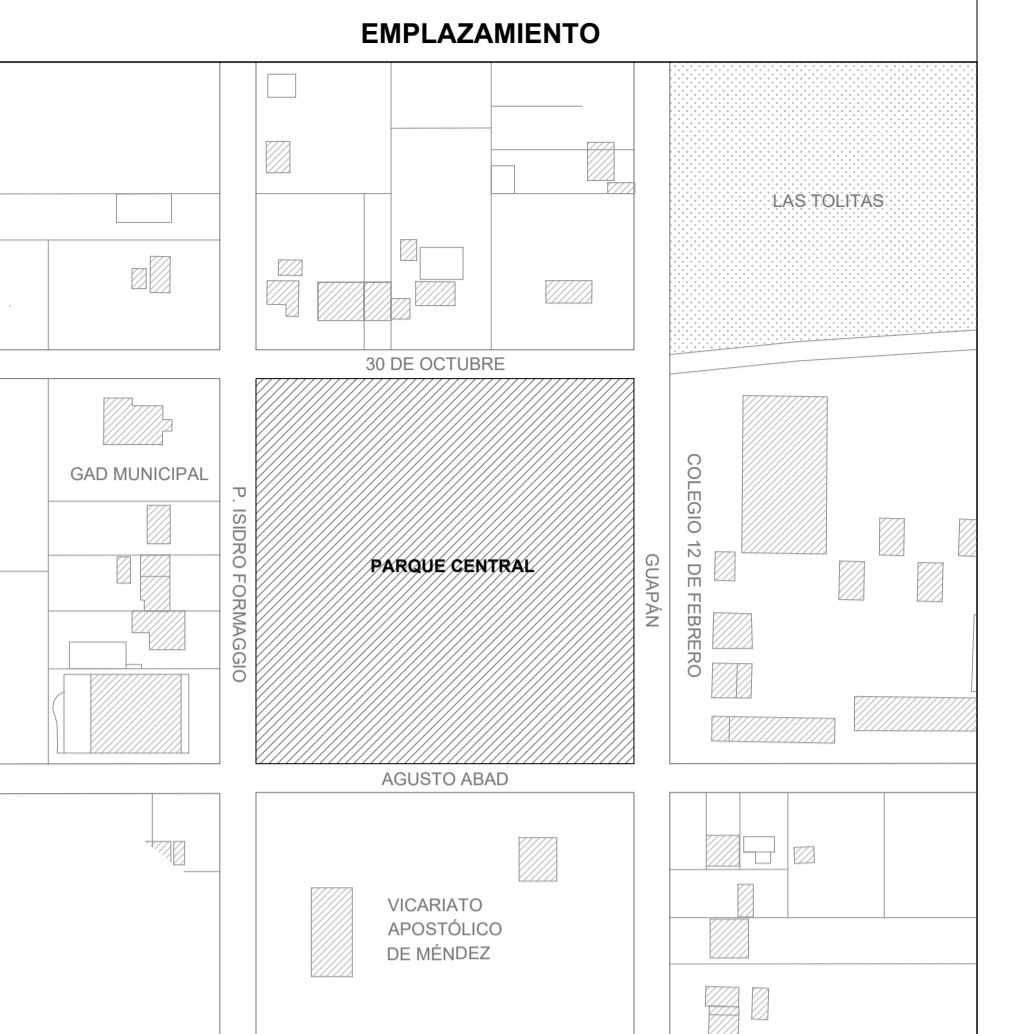 EMPLAZAMIENTO
LAS TOLITAS
30 DE OCTUBRE
GAD MUNICIPAL
P. ISIDRO FORMAGGIO
PARQUE CENTRAL
GUAPÁN
COLEGIO 12 DE FEBRERO
AGUSTO ABAD
VICARIATO
APOSTÓLICO
DE MÉNDEZ